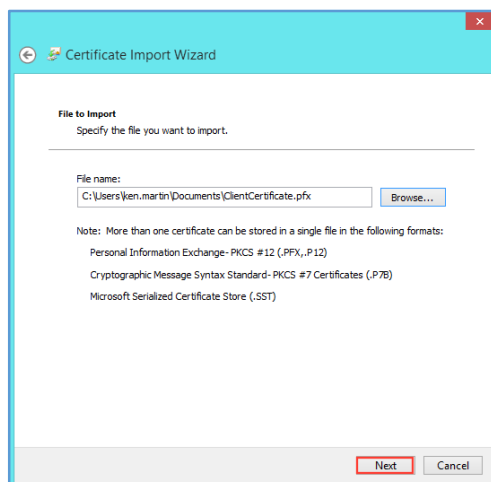 Certificate Import Wizard
File to Import
Specify the file you want to import.
File name:
C:\Users\ken.martin\Documents\ClientCertificate.pfx
Browse...
Note: More than one certificate can be stored in a single file in the following formats:
Personal Information Exchange- PKCS #12 (.PFX,.P12)
Cryptographic Message Syntax Standard- PKCS #7 Certificates (.P7B)
Microsoft Serialized Certificate Store (.SST)
Next
Cancel